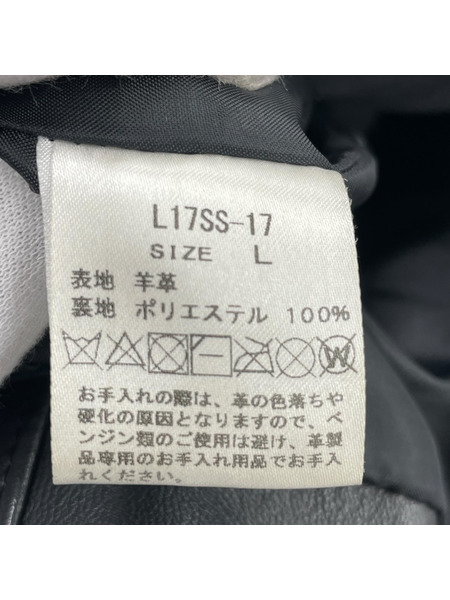 L17SS-17
SIZE L
表地 羊革
裏地 ポリエステル 100%
お手入れの際は、革の色落ちや
硬化の原因となりますので、ベ
ンジン類のご使用は避け、革製
品専用のお手入れ用品でお手入
れください。